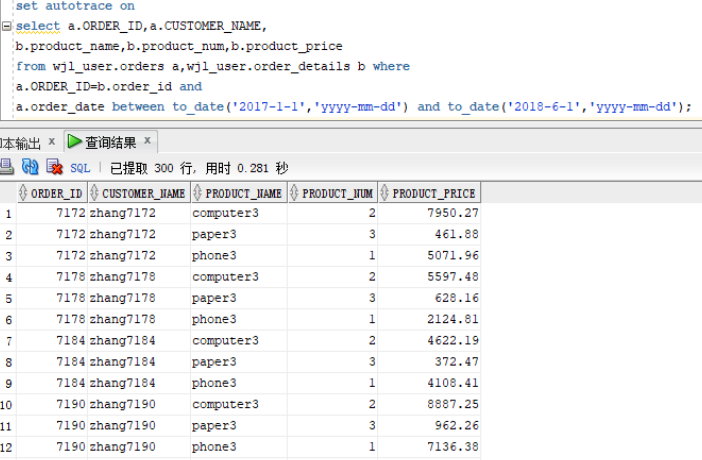 set autotrace on
select a.ORDER_ID,a.CUSTOMER_NAME,
b.product_name,b.product_num,b.product_price
from wjl_user.orders a,wjl_user.order_details b where
a.ORDER_ID=b.order_id and
a.order_date between to_date('2017-1-1','yyyy-mm-dd') and to_date('2018-6-1','yyyy-mm-dd');
本输出 × 查询结果 ×
SQL | 已提取 300 行, 用时 0.281 秒
ORDER_ID CUSTOMER_NAME PRODUCT_NAME PRODUCT_NUM PRODUCT_PRICE
1 7172 zhang7172 computer3 2 7950.27
2 7172 zhang7172 paper3 3 461.88
3 7172 zhang7172 phone3 1 5071.96
4 7178 zhang7178 computer3 2 5597.48
5 7178 zhang7178 paper3 3 628.16
6 7178 zhang7178 phone3 1 2124.81
7 7184 zhang7184 computer3 2 4622.19
8 7184 zhang7184 paper3 3 372.47
9 7184 zhang7184 phone3 1 4108.41
10 7190 zhang7190 computer3 2 8887.25
11 7190 zhang7190 paper3 3 962.26
12 7190 zhang7190 phone3 1 7136.38